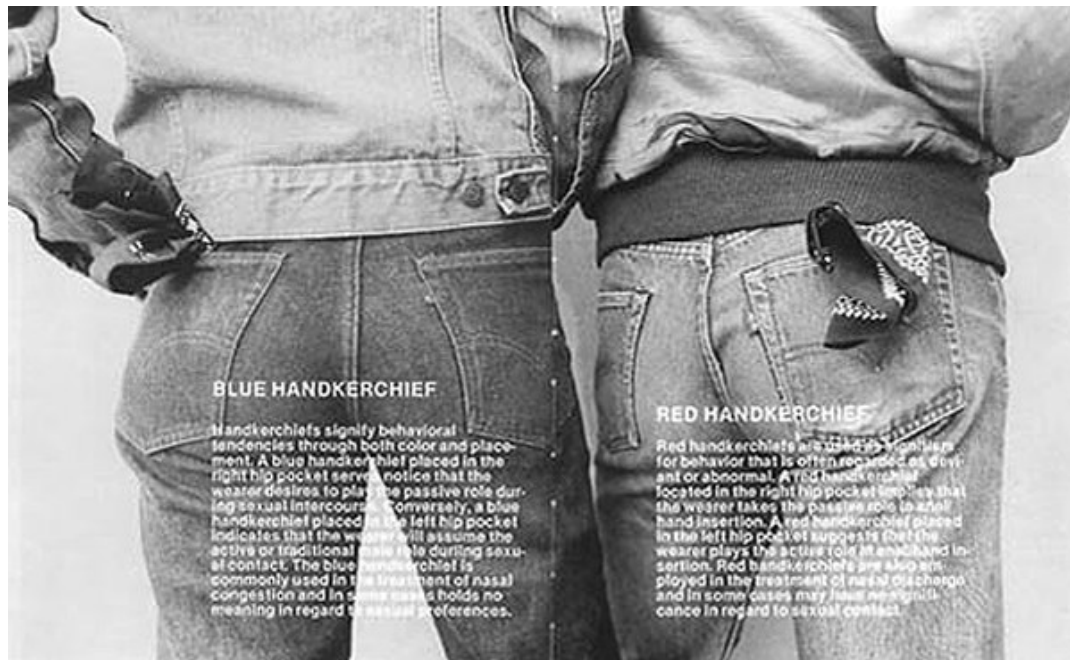 BLUE HANDKERCHIEF
Handkerchiefs signify behavioral
tendencies through both color and place-
ment. A blue handkerchief placed in the
right hip pocket serves notice that the
wearer desires to play the passive role dur-
ing sexual intercourse. Conversely, a blue
handkerchief placed in the left hip pocket
indicates that the wearer will assume the
active or traditional male role duriing sexu-
al contact. The blue handkerchief is
commonly used in the treatment of nasal
congestion and in some cases holds no
meaning in regard to sexual preferences.
RED HANDKERCHIEF
Red handkerchiefs are used as
for behavior that is often regarded as devi-
ant or abnormal. A red handkerchief
located in the right hip pocket implies that
the wearer takes the passive role in anal/
hand insertion. A red handkerchief placed
in the left hip pocket suggests that the
wearer plays the active role in anal/hand in-
sertion. Red handkerchiefs are also em-
ployed in the treatment of nasal discharge
and in some cases may have no signifi-
cance in regard to sexual contact.